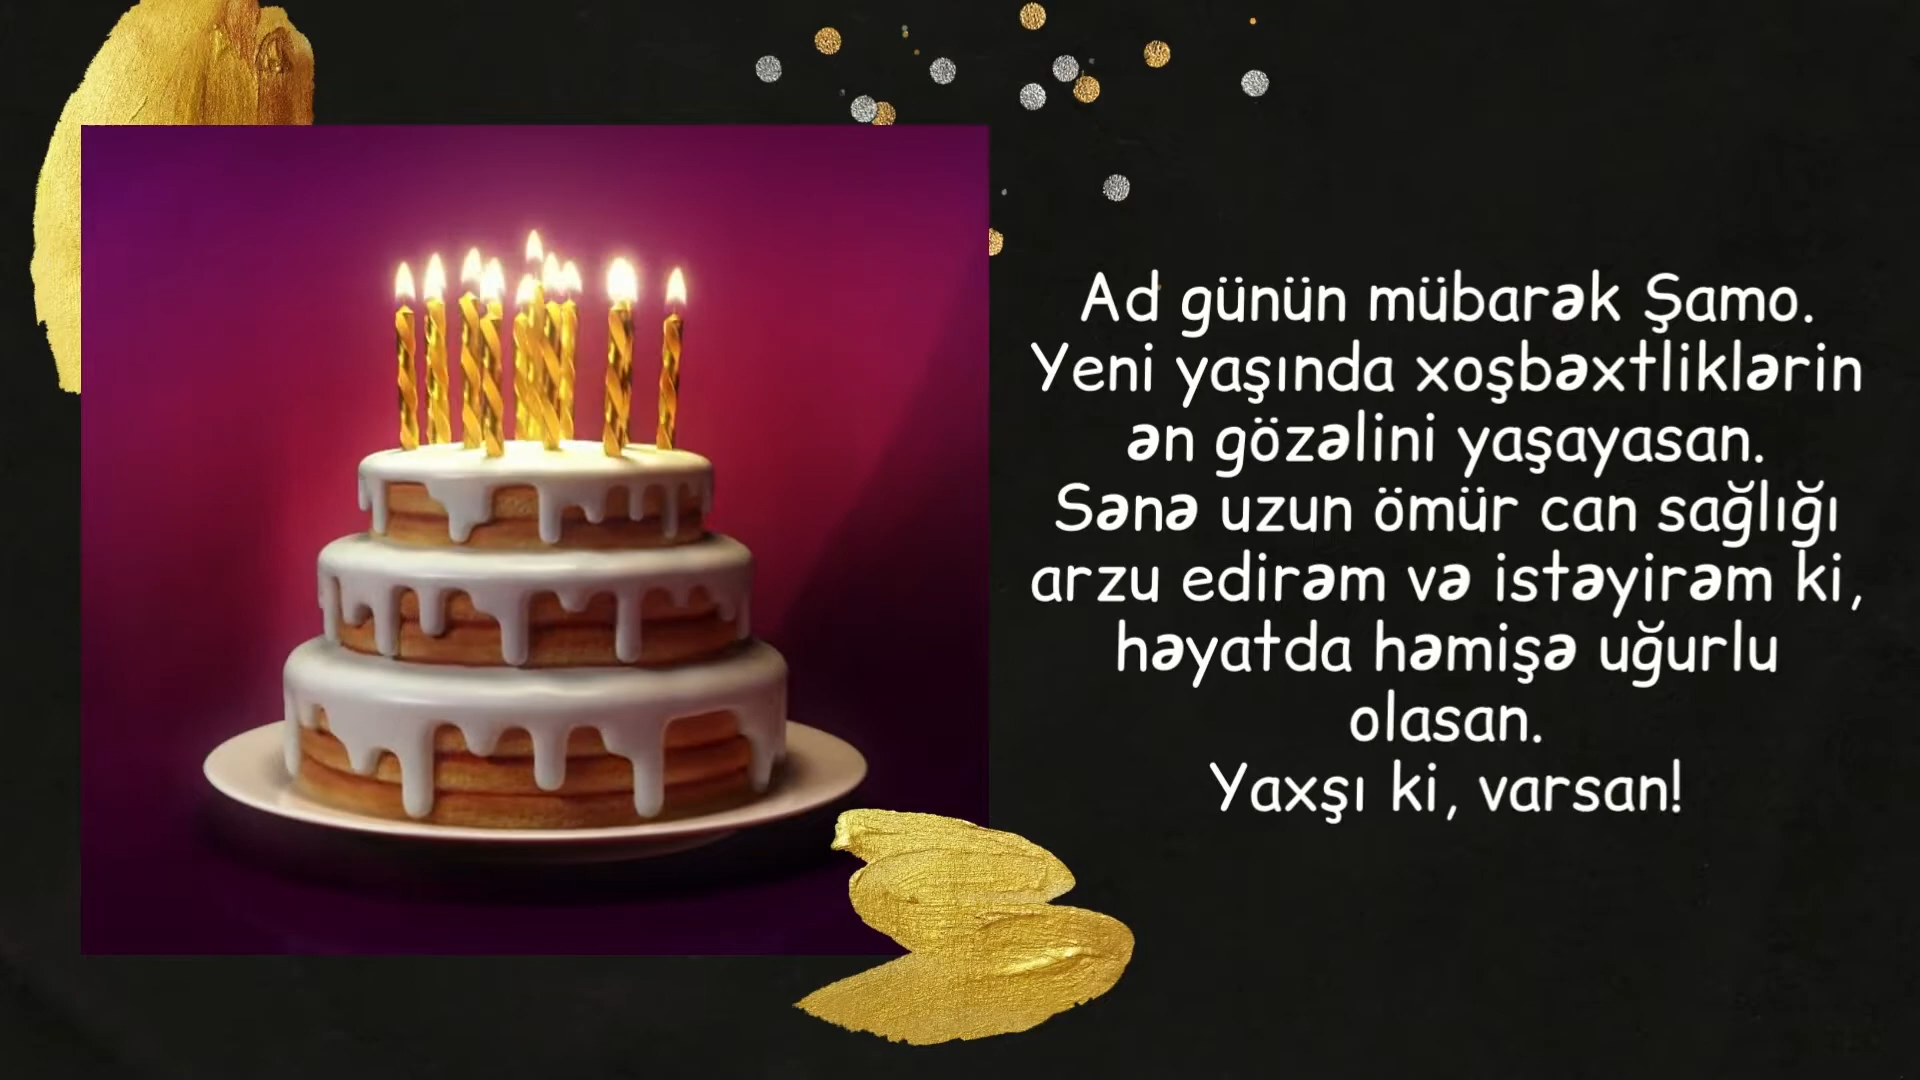 Ad günün mübarək Şamo.
Yeni yaşında xoşbəxtliklərin
ən gözəlini yaşayasan.
Sənə uzun ömür can sağlığı
arzu edirəm və istəyirəm ki,
həyatda həmişə uğurlu
olasan.
Yaxşı ki, varsan!